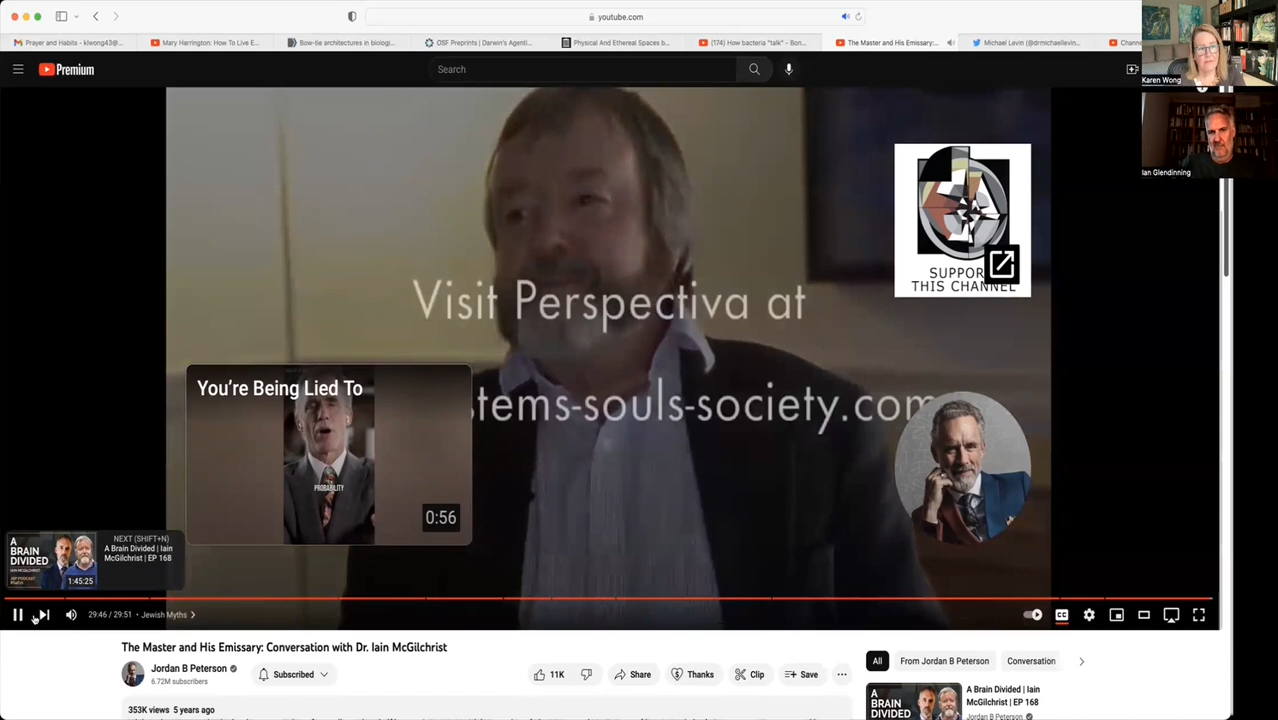 youtube.com
Prayer and Habits - klwong43@...
Mary Harrington: How To Live E...
Bow-tie architectures in biologi...
OSF Preprints | Darwin's Agenti...
Physical And Ethereal Spaces b...
(174) How bacteria "talk" - Bon...
The Master and His Emissary:...
Michael Levin (@drmichaellevin...
Channe
Premium
Search
Karen Wong
Ian Glendinning
SUPPOR
THIS CHANNEL
Visit Perspectiva at
stems-souls-society.com
You're Being Lied To
PROBABILITY
0:56
A BRAIN DIVIDED
IAIN MCGILCHRIST
1:45:25
NEXT (SHIFT+N)
A Brain Divided | Iain
McGilchrist | EP 168
29:46 / 29:51 • Jewish Myths
CC
The Master and His Emissary: Conversation with Dr. Iain McGilchrist
Jordan B Peterson
6.72M subscribers
Subscribed
11K
Share
Thanks
Clip
Save
353K views 5 years ago
All
From Jordan B Peterson
Conversation
A BRAIN
A Brain Divided | Iain
McGilchrist | EP 168
Jordan B Peterson